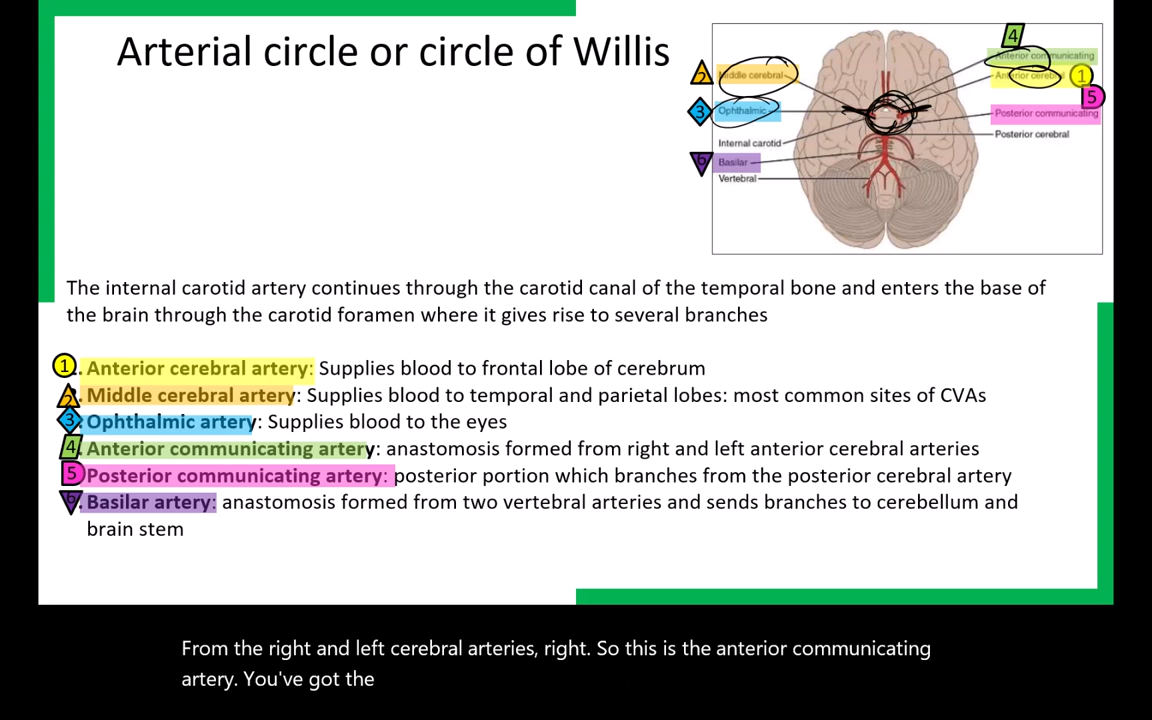 Arterial circle or circle of Willis
4
2 Middle cerebral
Anterior communicating
Anterior cerebral 1
5
3 Ophthalmic
Posterior communicating
Internal carotid
Posterior cerebral
6 Basilar
Vertebral
The internal carotid artery continues through the carotid canal of the temporal bone and enters the base of
the brain through the carotid foramen where it gives rise to several branches
1. Anterior cerebral artery: Supplies blood to frontal lobe of cerebrum
2. Middle cerebral artery: Supplies blood to temporal and parietal lobes: most common sites of CVAs
3. Ophthalmic artery: Supplies blood to the eyes
4. Anterior communicating artery: anastomosis formed from right and left anterior cerebral arteries
5 Posterior communicating artery: posterior portion which branches from the posterior cerebral artery
6. Basilar artery: anastomosis formed from two vertebral arteries and sends branches to cerebellum and
brain stem
From the right and left cerebral arteries, right. So this is the anterior communicating
artery. You've got the